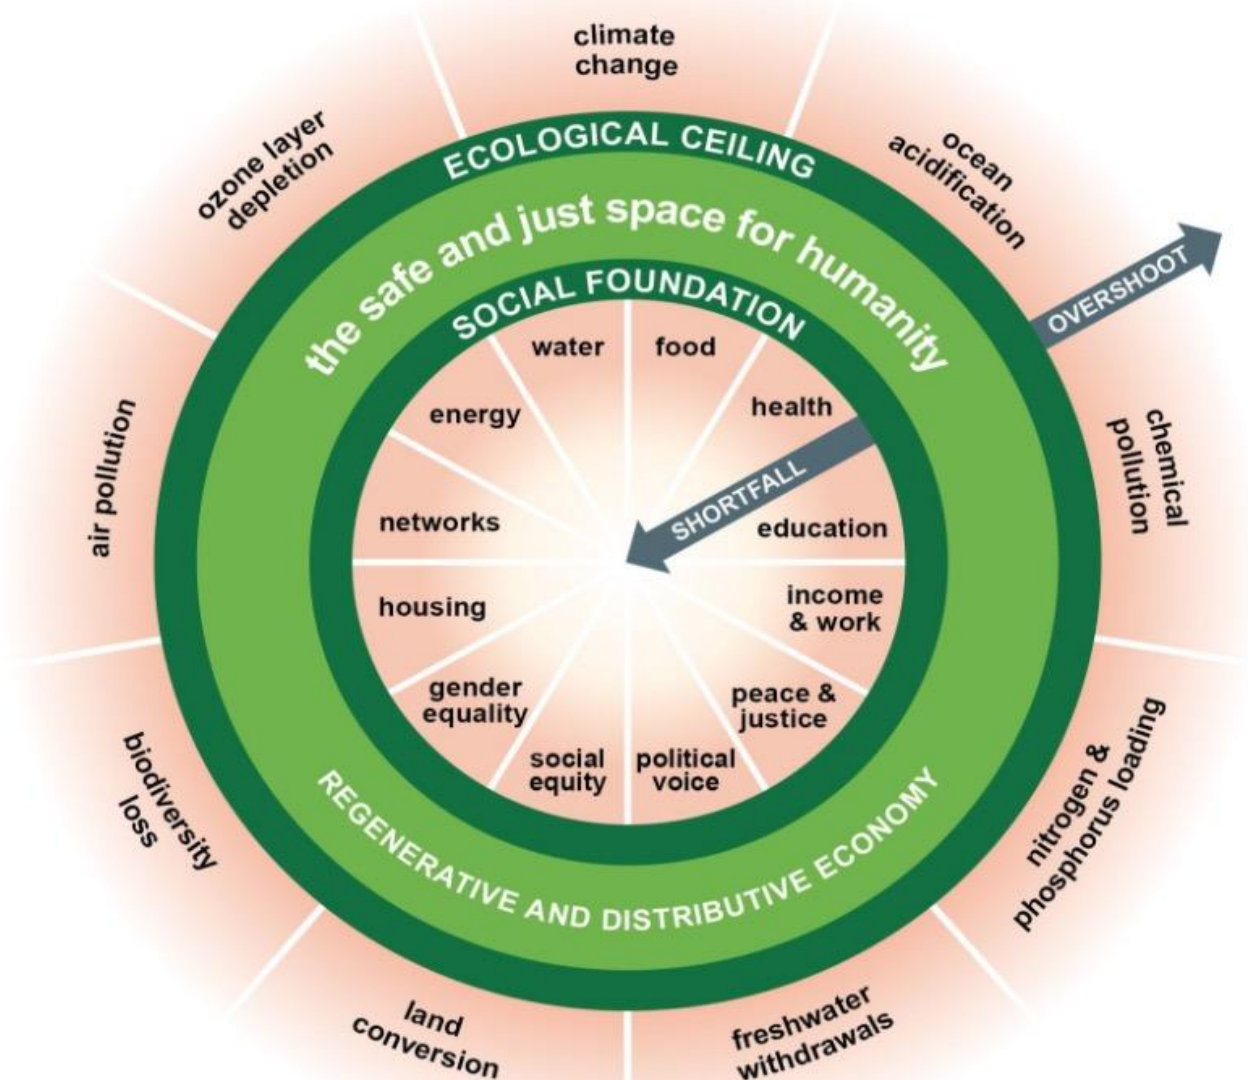 climate
change
ozone layer
depletion
ocean
acidification
ECOLOGICAL CEILING
the safe and just space for humanity
OVERSHOOT
SOCIAL FOUNDATION
water
food
energy
health
SHORTFALL
networks
education
housing
income
& work
gender
equality
peace &
justice
social
equity
political
voice
air pollution
chemical
pollution
biodiversity
loss
nitrogen &
phosphorus loading
REGENERATIVE AND DISTRIBUTIVE ECONOMY
land
conversion
freshwater
withdrawals